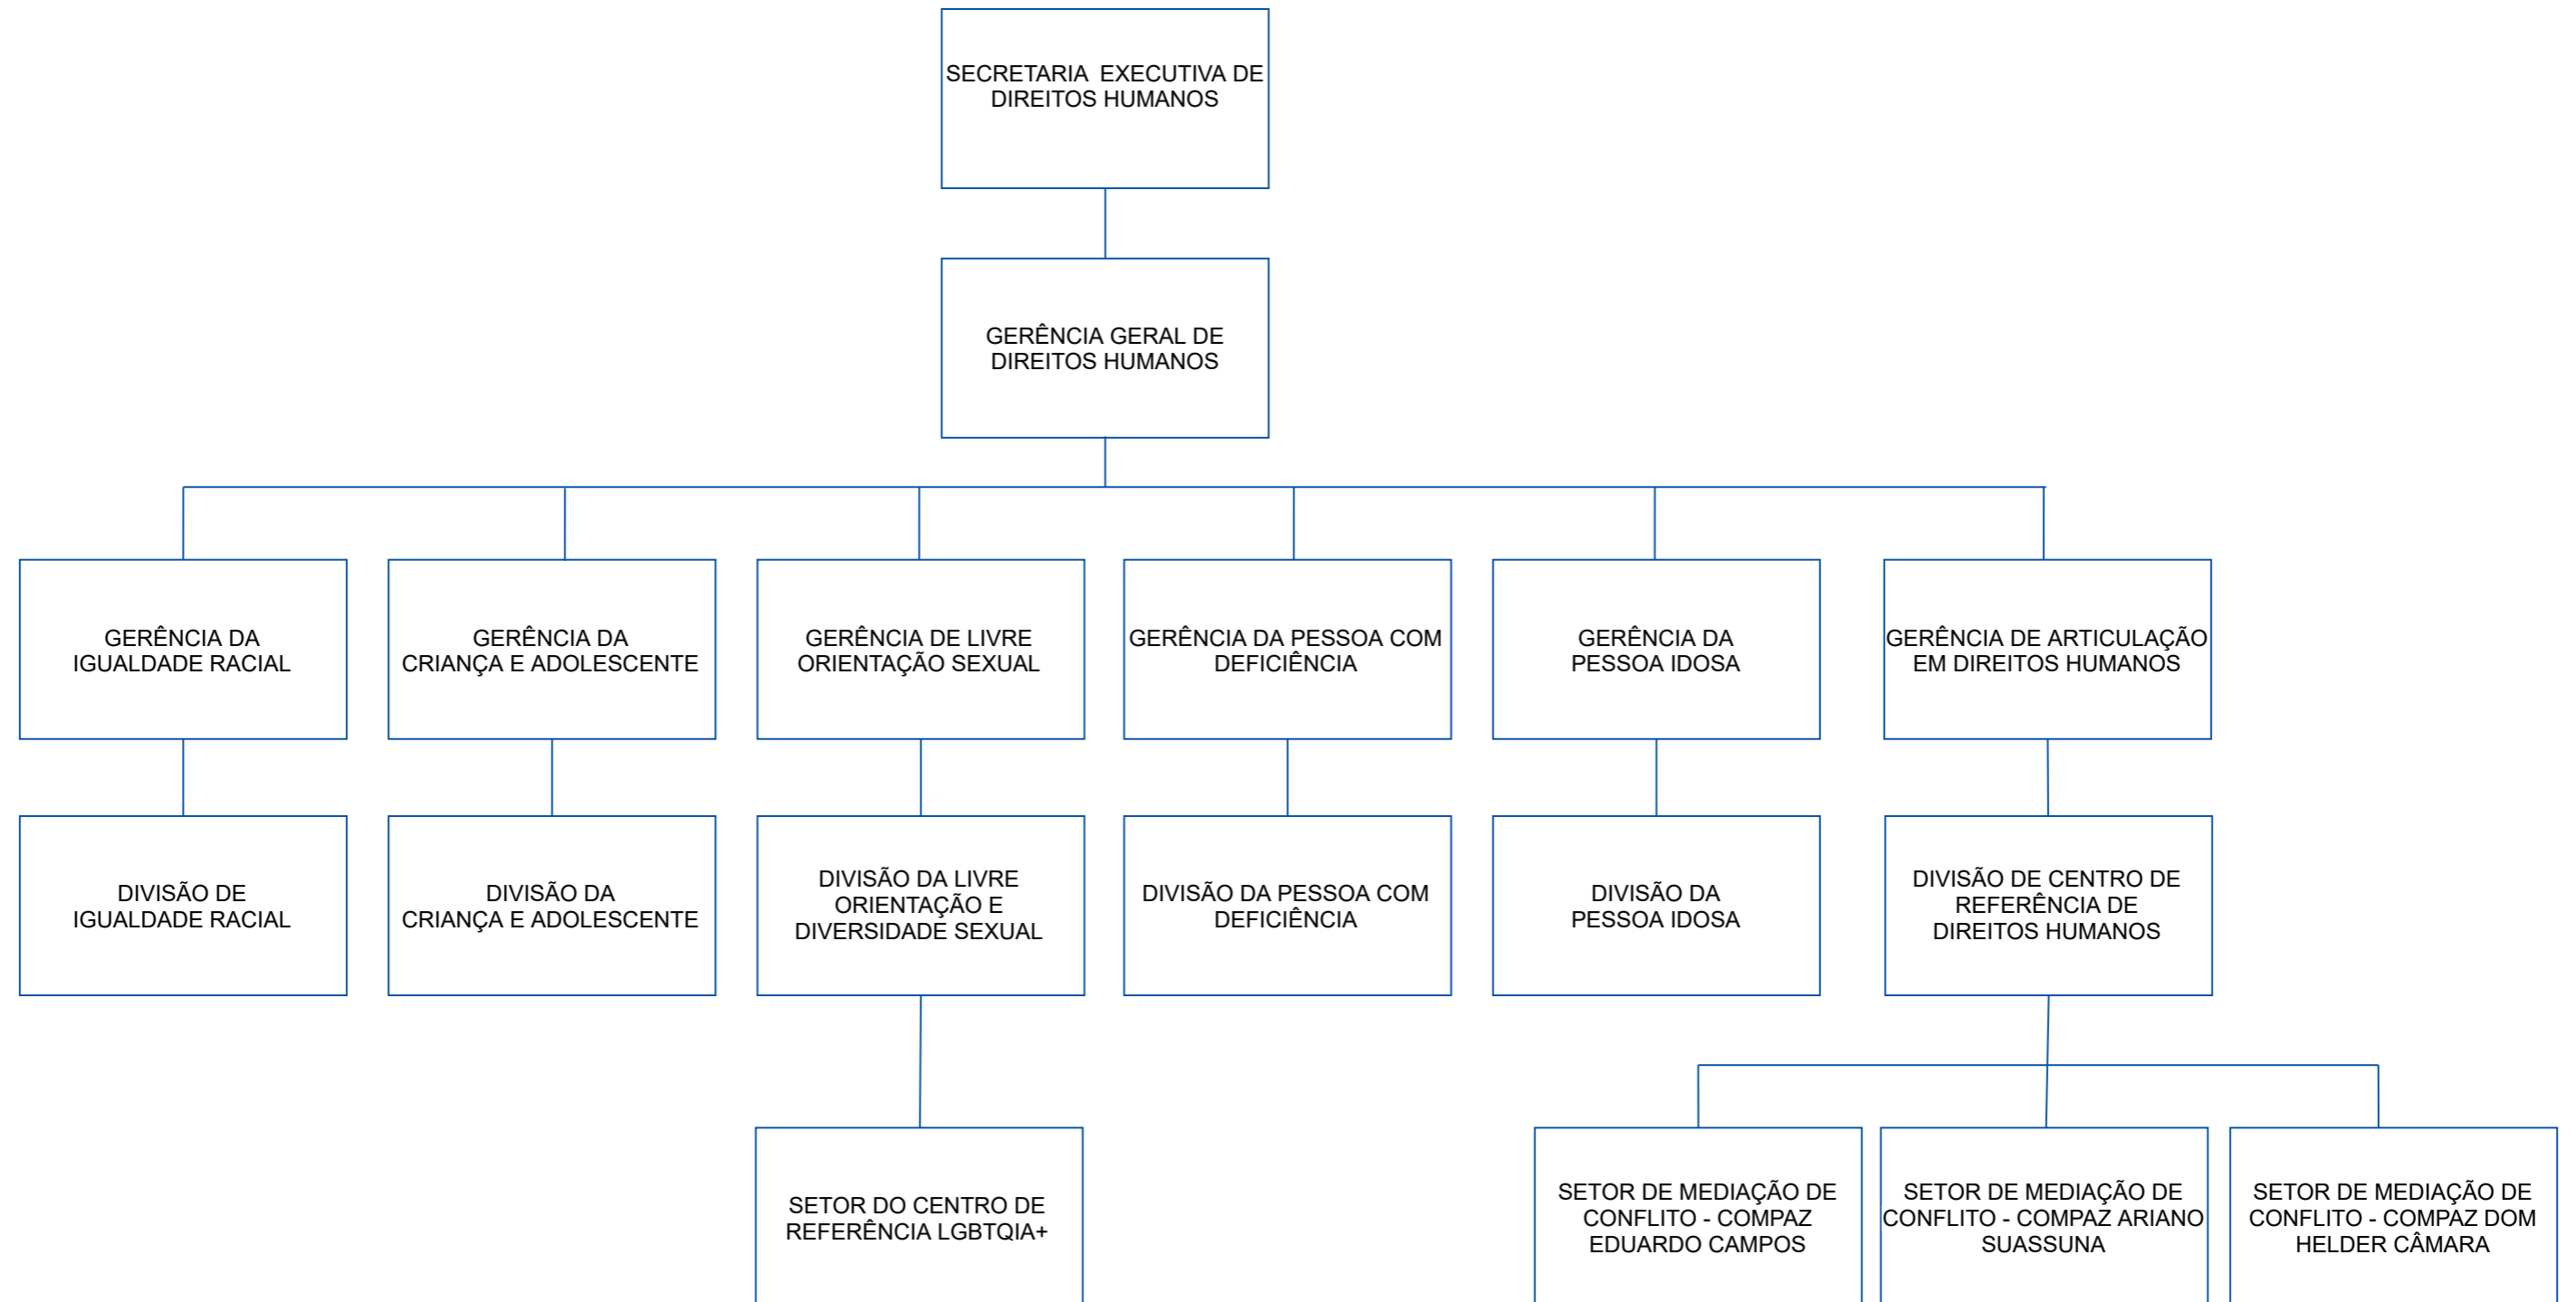 SECRETARIA EXECUTIVA DE
DIREITOS HUMANOS
GERÊNCIA GERAL DE
DIREITOS HUMANOS
GERÊNCIA DA
IGUALDADE RACIAL
GERÊNCIA DA
CRIANÇA E ADOLESCENTE
GERÊNCIA DE LIVRE
ORIENTAÇÃO SEXUAL
GERÊNCIA DA PESSOA COM
DEFICIÊNCIA
GERÊNCIA DA
PESSOA IDOSA
GERÊNCIA DE ARTICULAÇÃO
EM DIREITOS HUMANOS
DIVISÃO DE
IGUALDADE RACIAL
DIVISÃO DA
CRIANÇA E ADOLESCENTE
DIVISÃO DA LIVRE
ORIENTAÇÃO E
DIVERSIDADE SEXUAL
DIVISÃO DA PESSOA COM
DEFICIÊNCIA
DIVISÃO DA
PESSOA IDOSA
DIVISÃO DE CENTRO DE
REFERÊNCIA DE
DIREITOS HUMANOS
SETOR DO CENTRO DE
REFERÊNCIA LGBTQIA+
SETOR DE MEDIAÇÃO DE
CONFLITO - COMPAZ
EDUARDO CAMPOS
SETOR DE MEDIAÇÃO DE
CONFLITO - COMPAZ ARIANO
SUASSUNA
SETOR DE MEDIAÇÃO DE
CONFLITO - COMPAZ DOM
HELDER CÂMARA